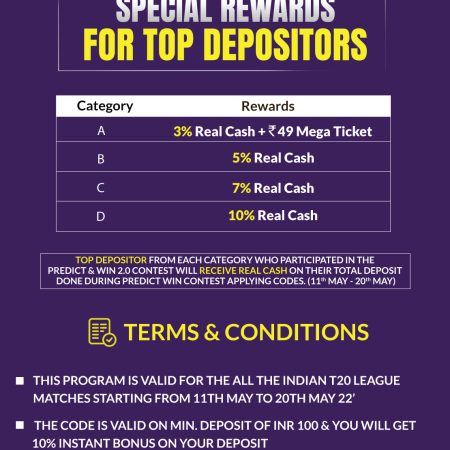 SPECIAL REWARDS
FOR TOP DEPOSITORS
Category Rewards
A 3% Real Cash + ₹49 Mega Ticket
B 5% Real Cash
C 7% Real Cash
D 10% Real Cash
TOP DEPOSITOR FROM EACH CATEGORY WHO PARTICIPATED IN THE
PREDICT & WIN 2.0 CONTEST WILL RECEIVE REAL CASH ON THEIR TOTAL DEPOSIT
DONE DURING PREDICT WIN CONTEST APPLYING CODES. (11th MAY - 20th MAY)
TERMS & CONDITIONS
THIS PROGRAM IS VALID FOR THE ALL THE INDIAN T20 LEAGUE
MATCHES STARTING FROM 11TH MAY TO 20TH MAY 22’
THE CODE IS VALID ON MIN. DEPOSIT OF INR 100 & YOU WILL GET
10% INSTANT BONUS ON YOUR DEPOSIT